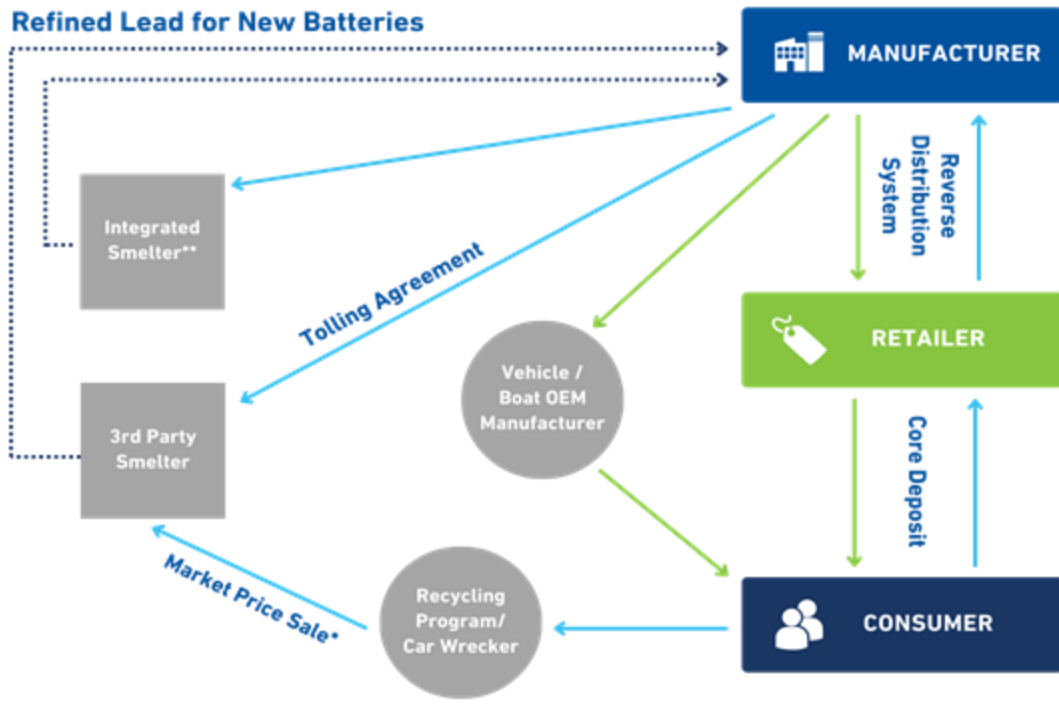 Refined Lead for New Batteries
MANUFACTURER
Reverse
Distribution
System
Integrated
Smelter**
Tolling Agreement
RETAILER
Vehicle /
Boat OEM
Manufacturer
3rd Party
Smelter
Core Deposit
Market Price Sale*
Recycling
Program/
Car Wrecker
CONSUMER